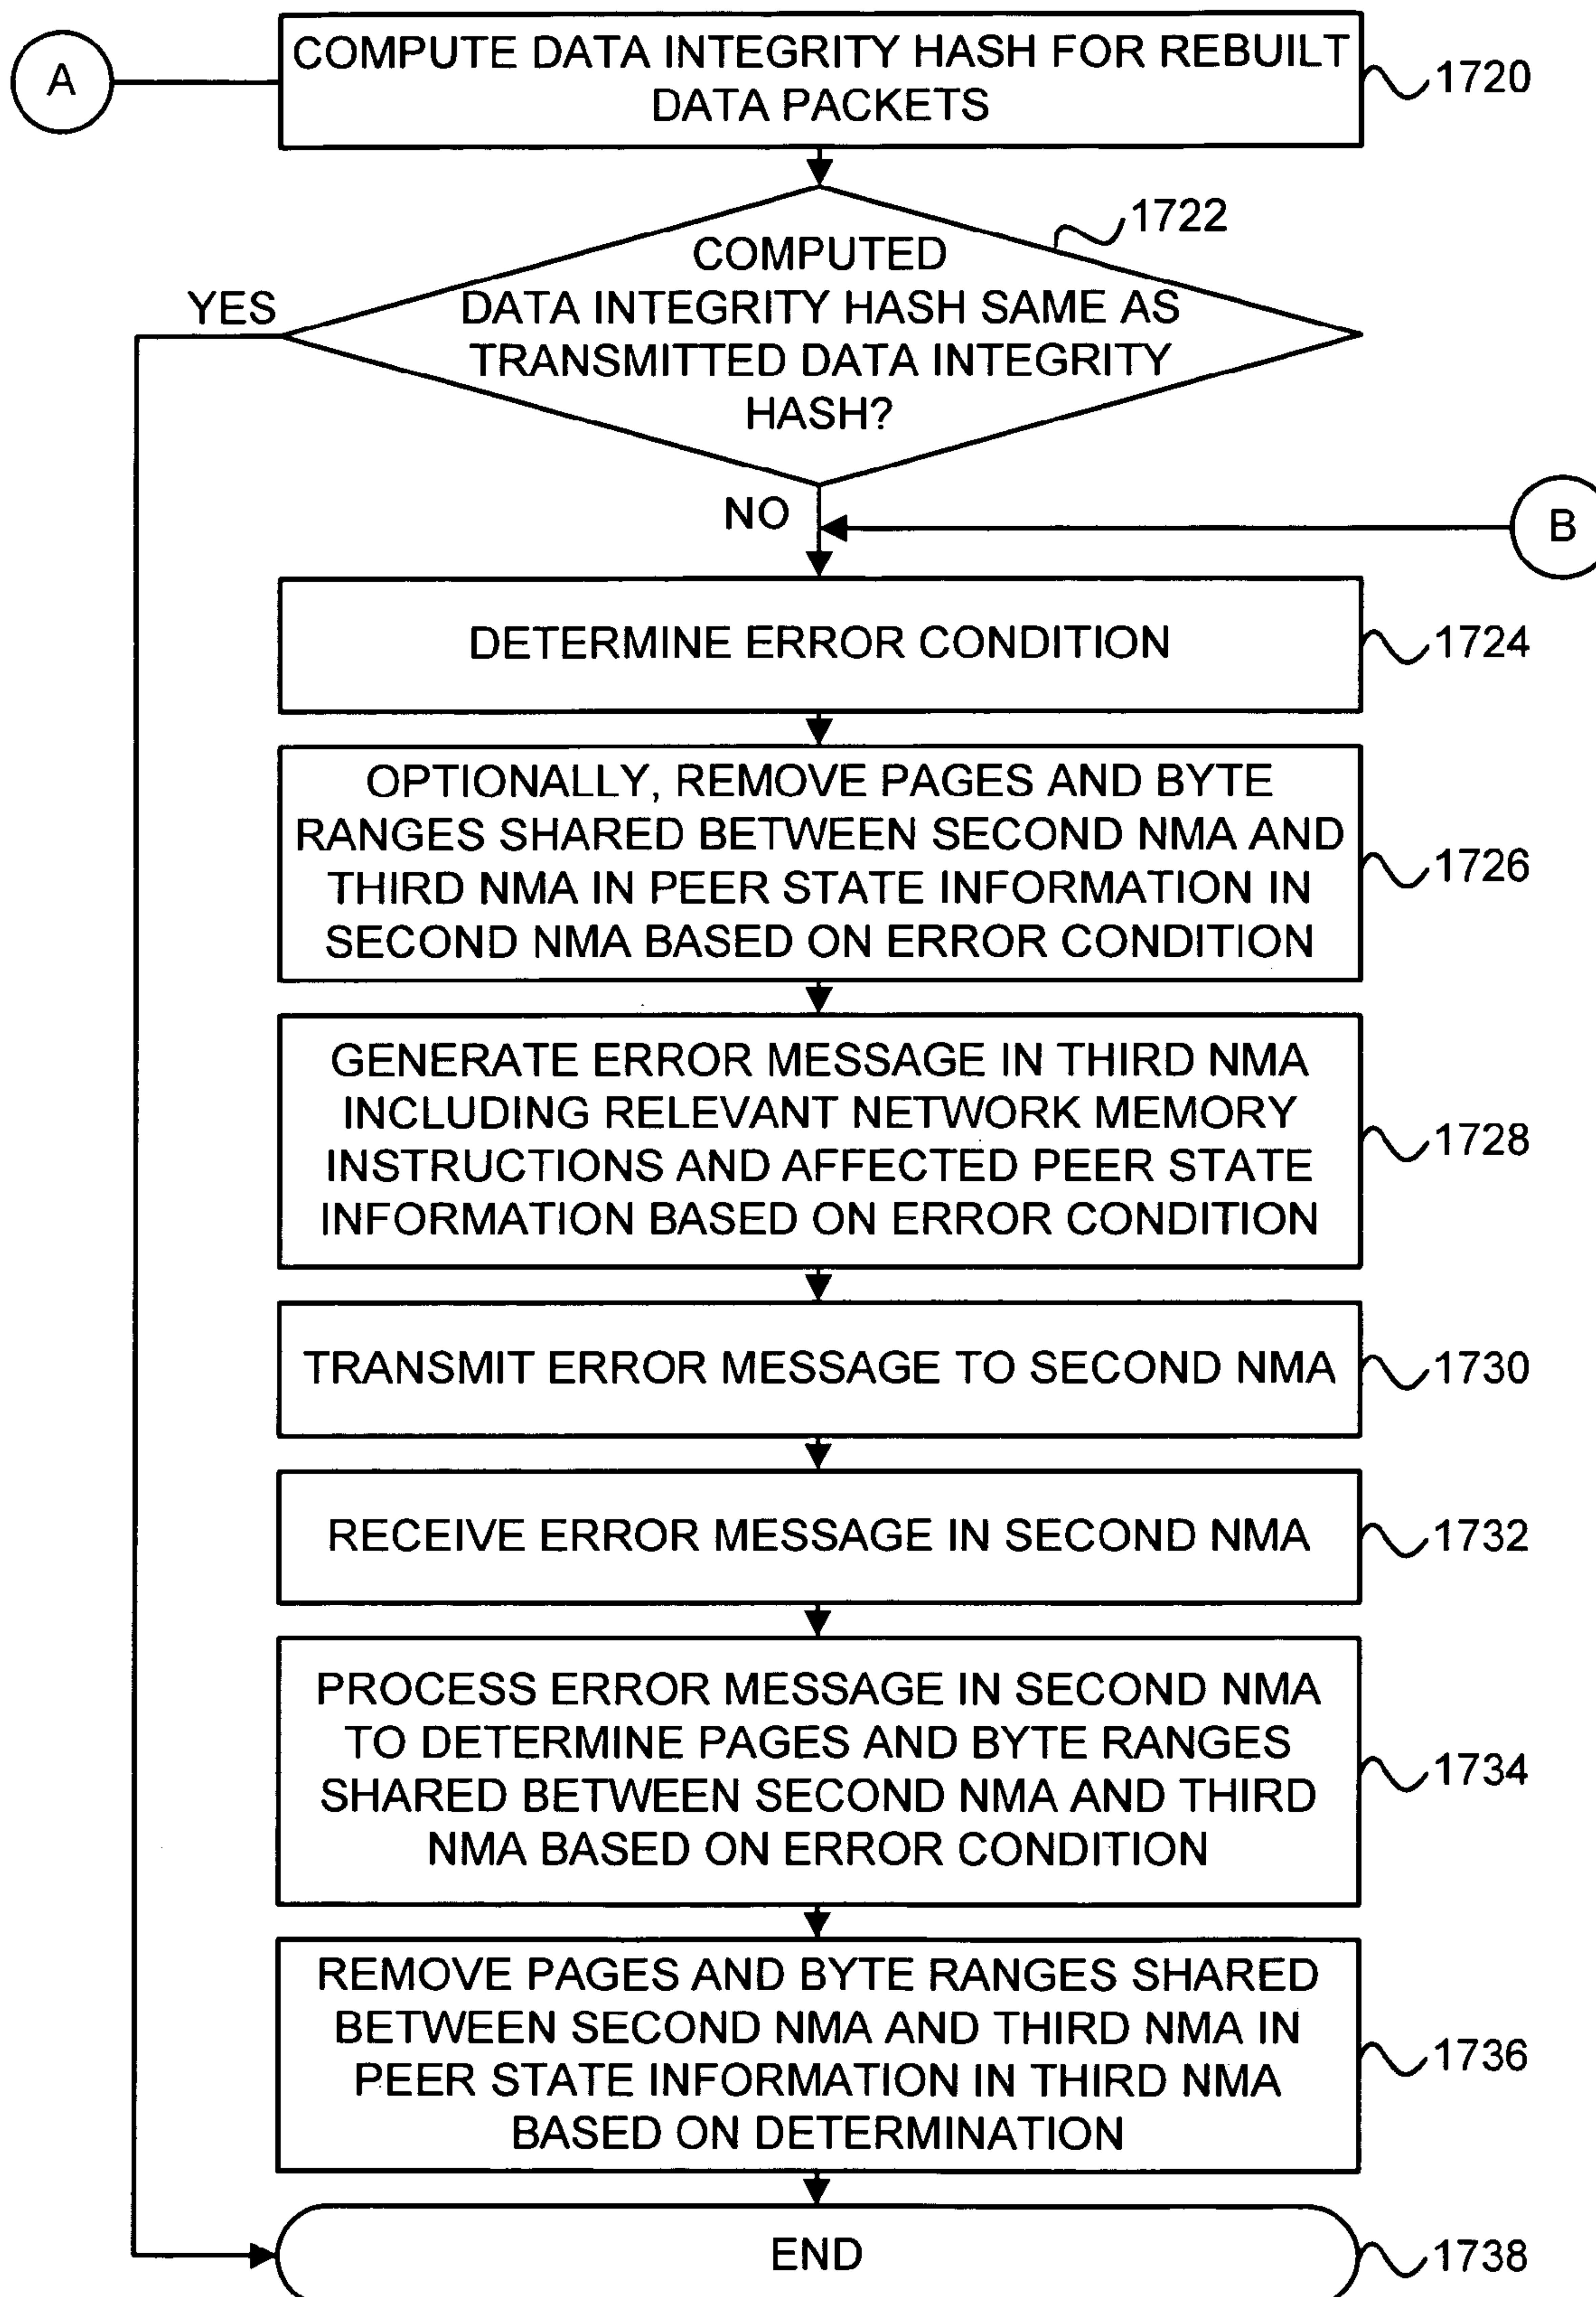 A
COMPUTE DATA INTEGRITY HASH FOR REBUILT
DATA PACKETS
1720
1722
COMPUTED
DATA INTEGRITY HASH SAME AS
TRANSMITTED DATA INTEGRITY
HASH?
YES
NO
B
DETERMINE ERROR CONDITION
1724
OPTIONALLY, REMOVE PAGES AND BYTE
RANGES SHARED BETWEEN SECOND NMA AND
THIRD NMA IN PEER STATE INFORMATION IN
SECOND NMA BASED ON ERROR CONDITION
1726
GENERATE ERROR MESSAGE IN THIRD NMA
INCLUDING RELEVANT NETWORK MEMORY
INSTRUCTIONS AND AFFECTED PEER STATE
INFORMATION BASED ON ERROR CONDITION
1728
TRANSMIT ERROR MESSAGE TO SECOND NMA
1730
RECEIVE ERROR MESSAGE IN SECOND NMA
1732
PROCESS ERROR MESSAGE IN SECOND NMA
TO DETERMINE PAGES AND BYTE RANGES
SHARED BETWEEN SECOND NMA AND THIRD
NMA BASED ON ERROR CONDITION
1734
REMOVE PAGES AND BYTE RANGES SHARED
BETWEEN SECOND NMA AND THIRD NMA IN
PEER STATE INFORMATION IN THIRD NMA
BASED ON DETERMINATION
1736
END
1738